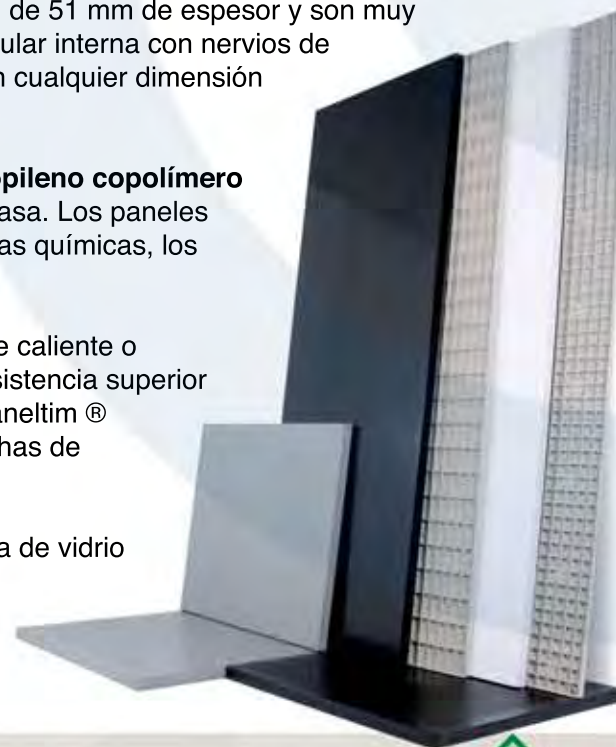 de 51 mm de espesor y son muy
ular interna con nervios de
n cualquier dimensión
opileno copolímero
asa. Los paneles
as químicas, los
e caliente o
sistencia superior
aneltim ®
has de
a de vidrio